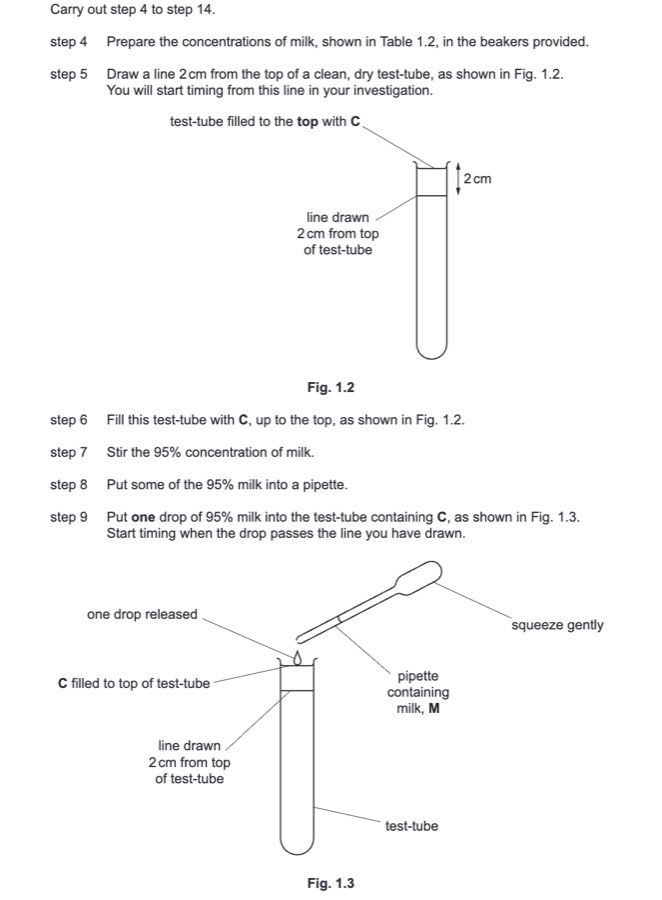 Carry out step 4 to step 14.
step 4 Prepare the concentrations of milk, shown in Table 1.2, in the beakers provided.
step 5 Draw a line 2 cm from the top of a clean, dry test-tube, as shown in Fig. 1.2.
You will start timing from this line in your investigation.
test-tube filled to the top with C
2 cm
line drawn
2 cm from top
of test-tube
Fig. 1.2
step 6 Fill this test-tube with C, up to the top, as shown in Fig. 1.2.
step 7 Stir the 95% concentration of milk.
step 8 Put some of the 95% milk into a pipette.
step 9 Put one drop of 95% milk into the test-tube containing C, as shown in Fig. 1.3.
Start timing when the drop passes the line you have drawn.
one drop released
squeeze gently
C filled to top of test-tube
pipette
containing
milk, M
line drawn
2 cm from top
of test-tube
test-tube
Fig. 1.3